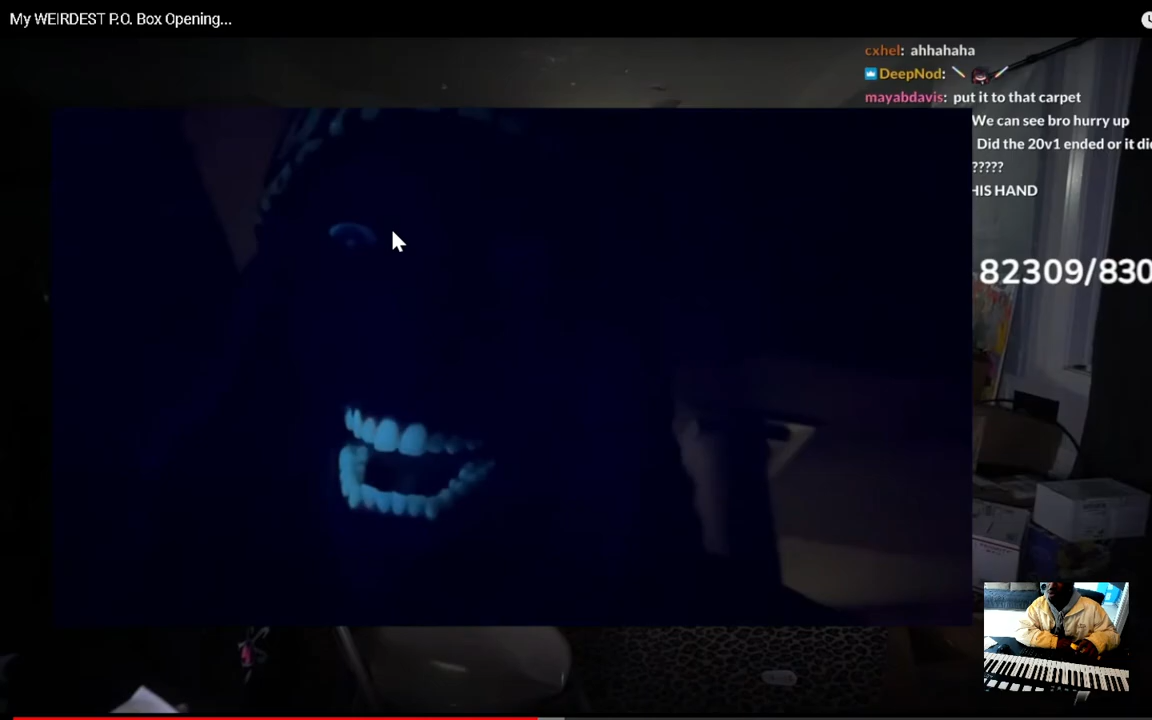 My WEIRDEST P.O. Box Opening...
cxhel: ahhahaha
DeepNod:
mayabdavis: put it to that carpet
We can see bro hurry up
Did the 20v1 ended or it di
?????
HIS HAND
82309/830